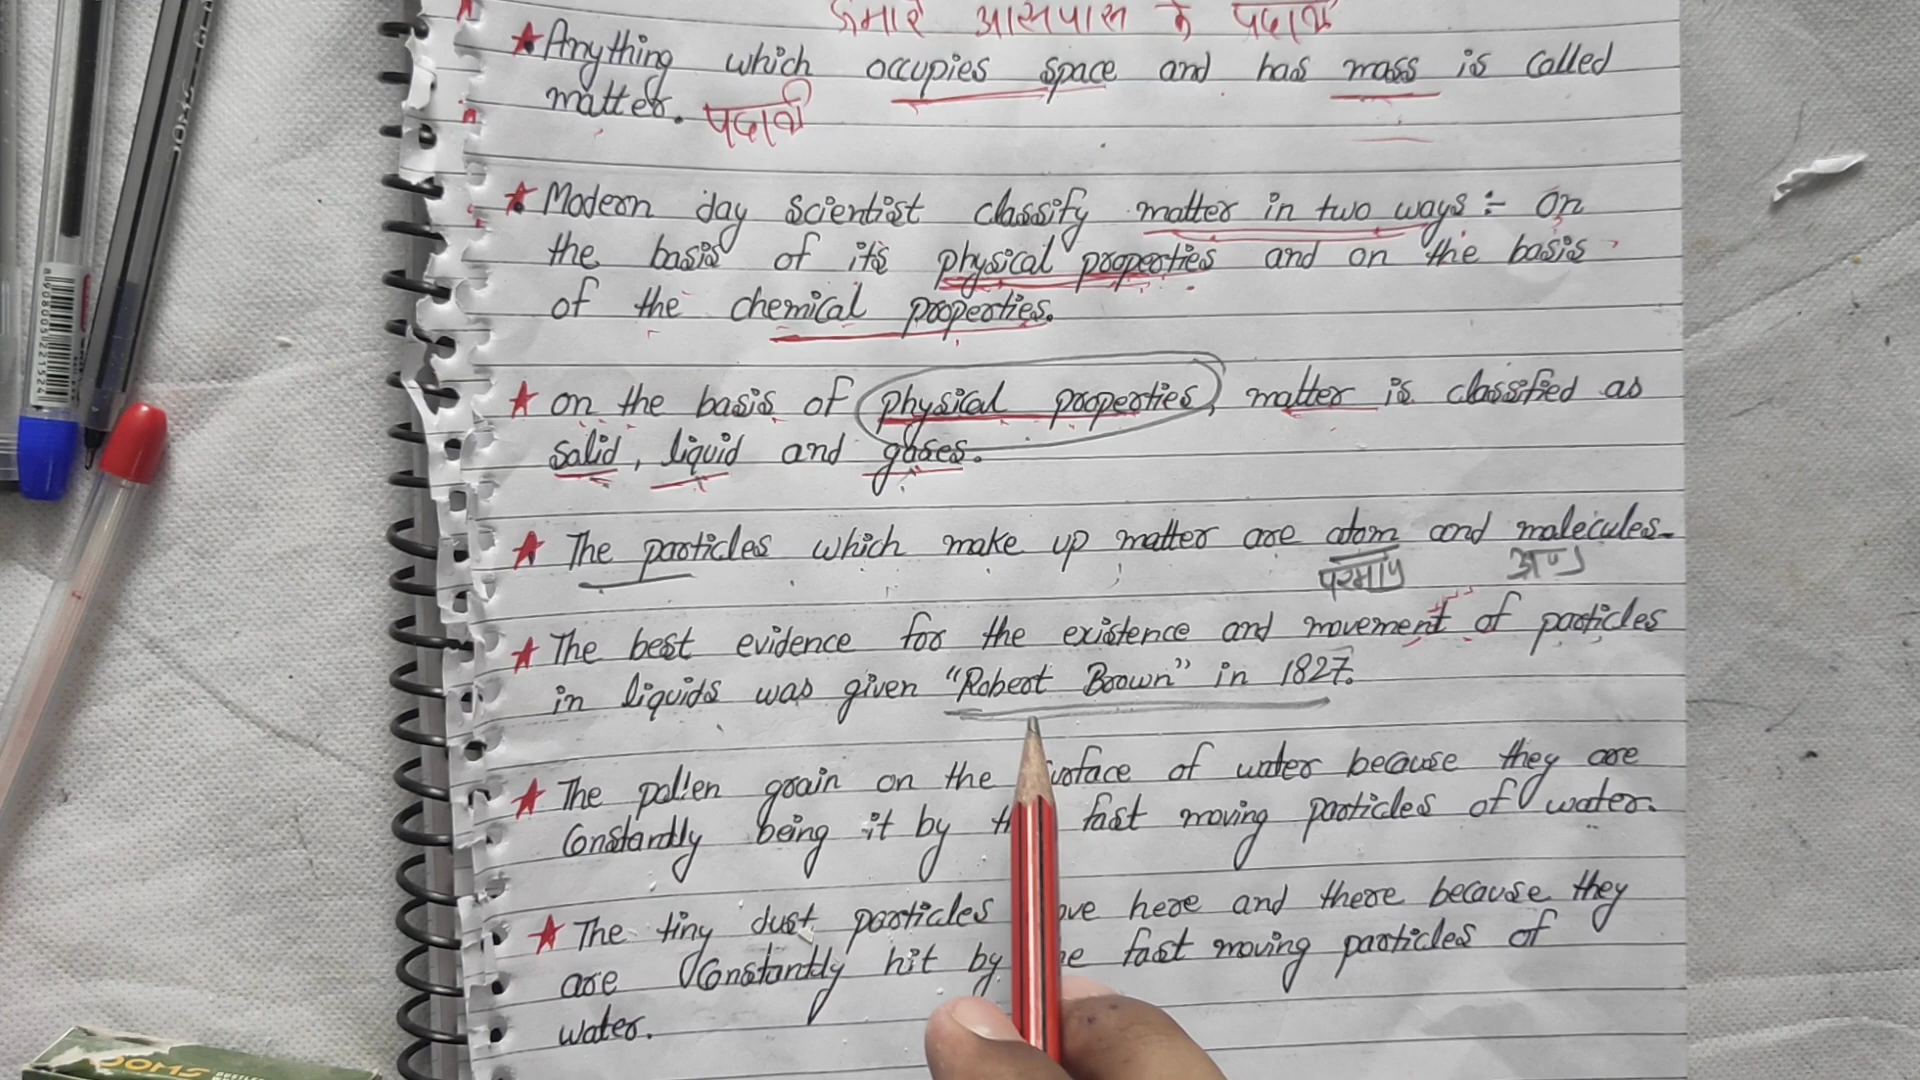 हमारे आसपास के पदार्थ
★ Anything which occupies space and has mass is called
matter. पदार्थ
★ Modern day scientist classify matter in two ways :- On
the basis of its physical properties and on the basis
of the chemical properties.
★ on the basis of physical properties, matter is classified as
solid, liquid and gases.
★ The particles which make up matter are atom and molecules.
परमाणु अणु
★ The best evidence for the existence and movement of particles
in liquids was given "Robert Brown" in 1827.
★ The pollen grain on the surface of water because they are
Constantly being it by the fast moving particles of water.
★ The tiny dust particles move here and there because they
are Constantly hit by the fast moving particles of
water.
DOMS